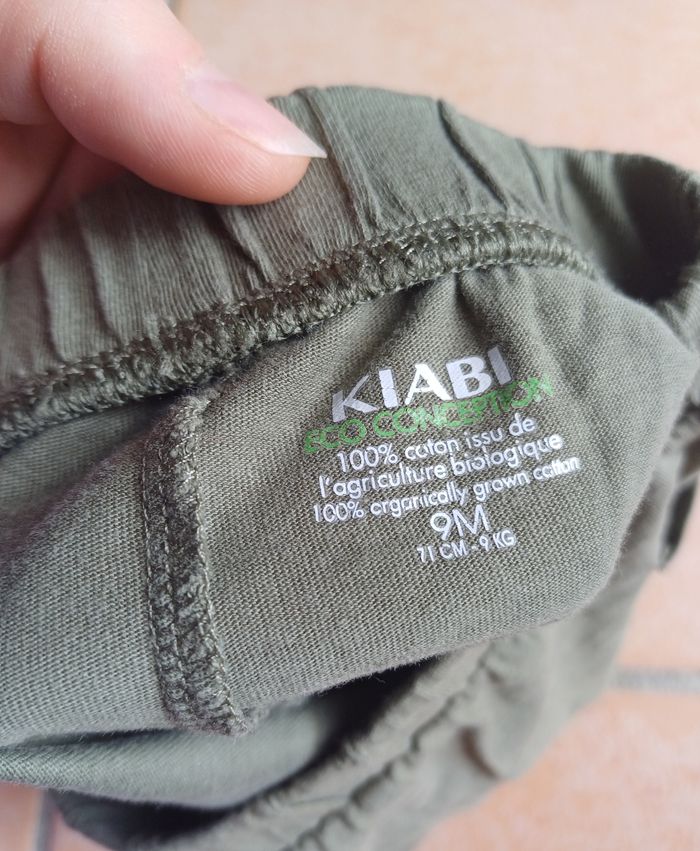 KIABI
ECO CONCEPTION
100% coton issu de
l'agriculture biologique
100% organically grown cotton
9M
71 CM - 9 KG